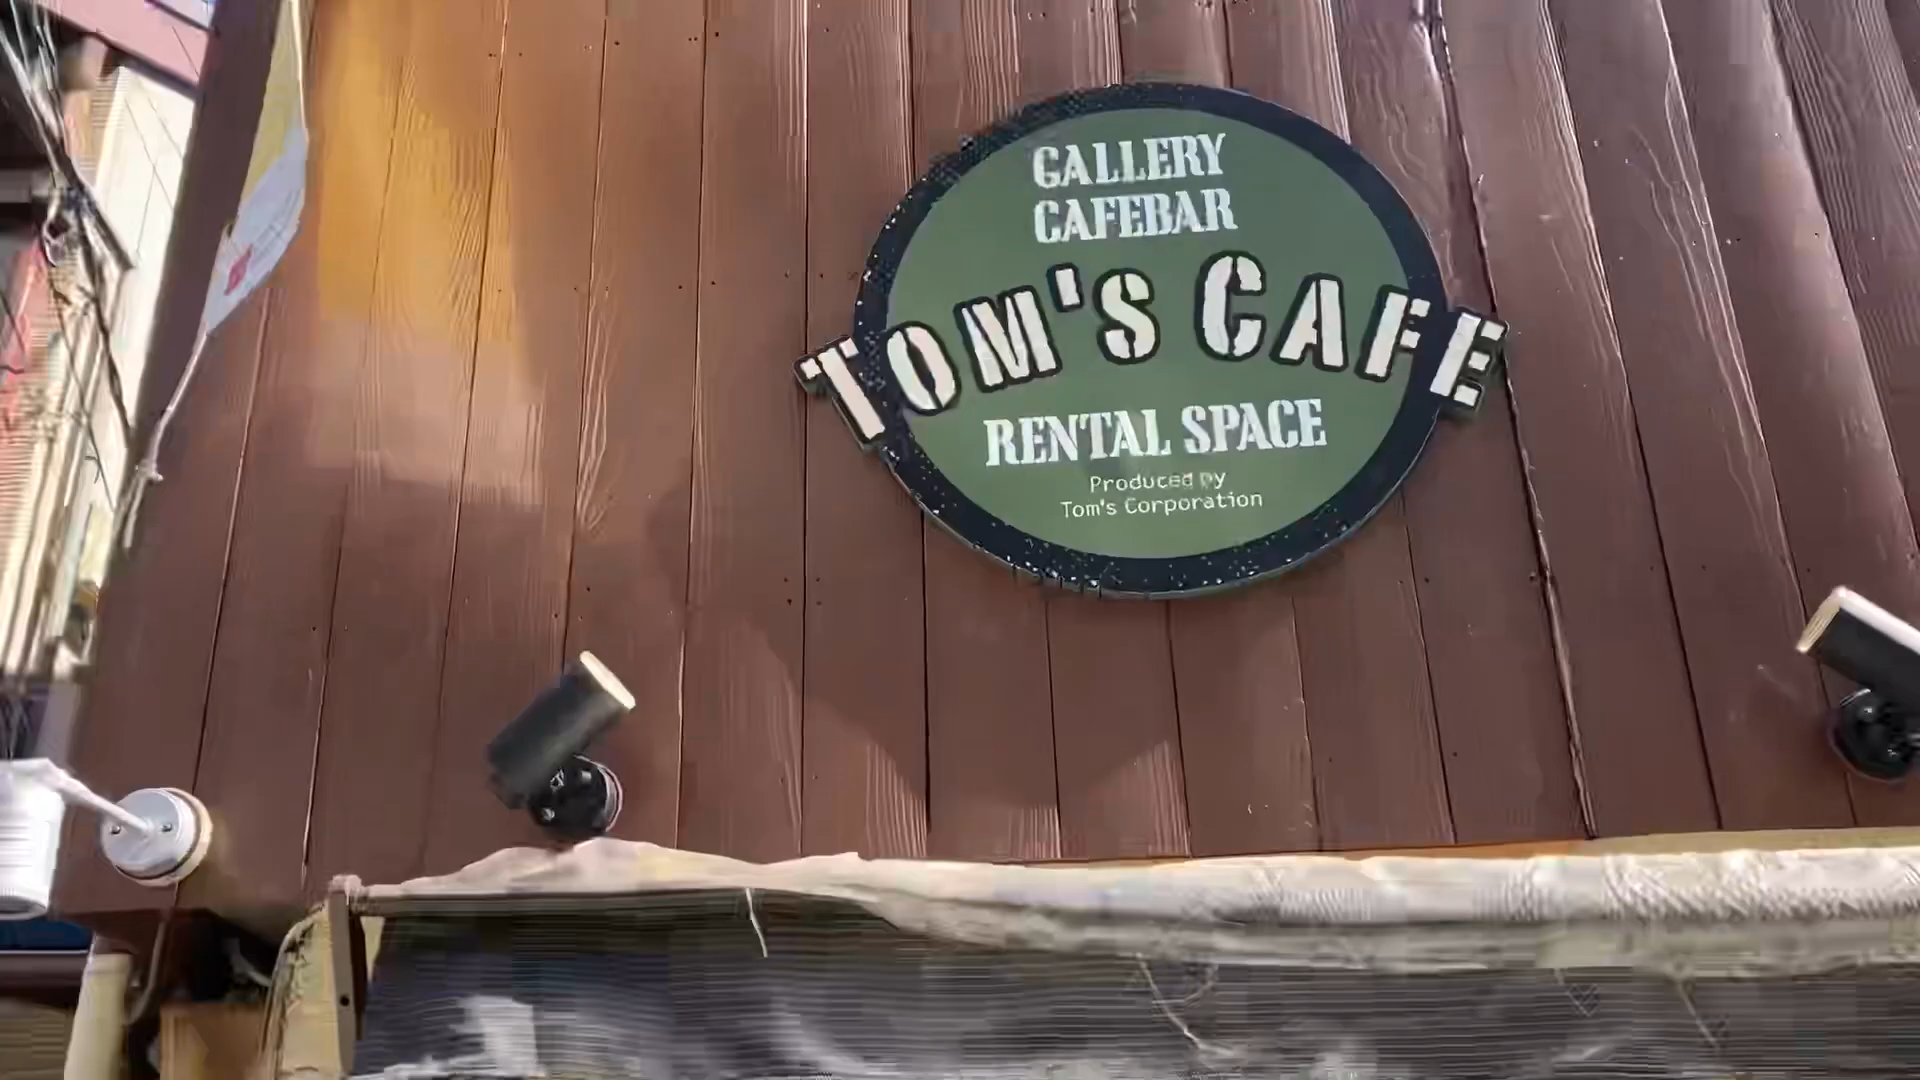 GALLERY
CAFEBAR
TOM'S CAFE
RENTAL SPACE
Produced by
Tom's Corporation